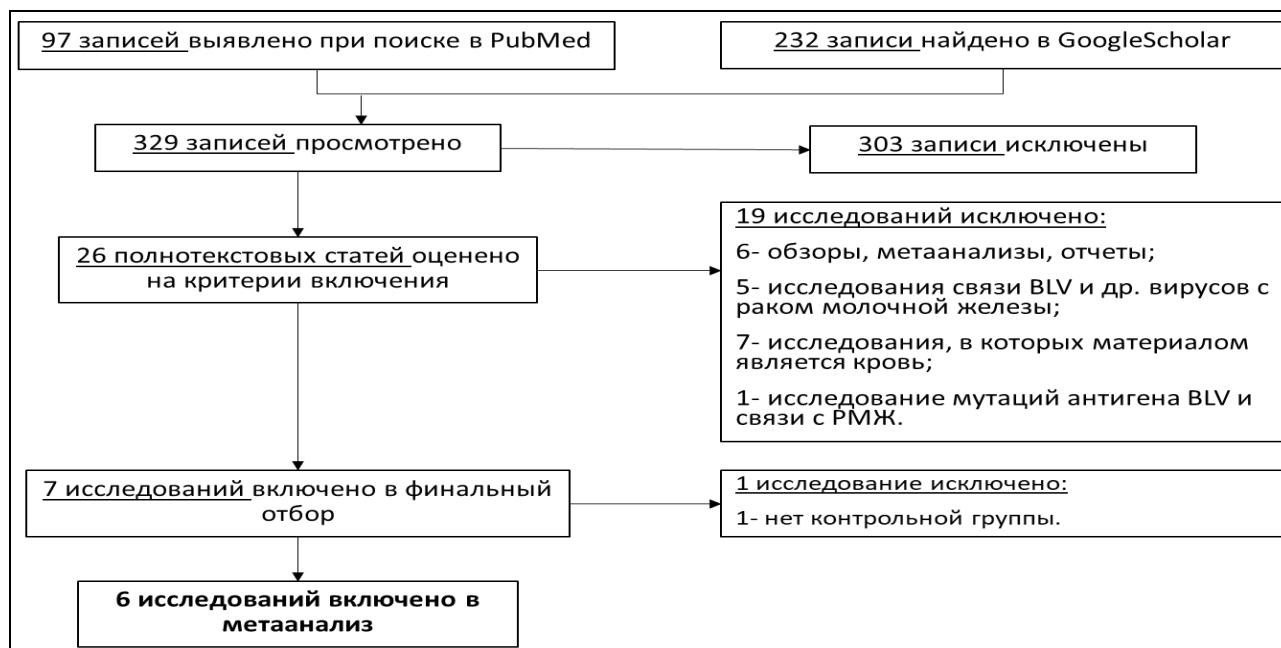 97 записей выявлено при поиске в PubMed
232 записи найдено в GoogleScholar
329 записей просмотрено
303 записи исключены
26 полнотекстовых статей оценено
на критерии включения
19 исследований исключено:
6- обзоры, метаанализы, отчеты;
5- исследования связи BLV и др. вирусов с
раком молочной железы;
7- исследования, в которых материалом
является кровь;
1- исследование мутаций антигена BLV и
связи с РМЖ.
7 исследований включено в финальный
отбор
1 исследование исключено:
1- нет контрольной группы.
6 исследований включено в
метаанализ